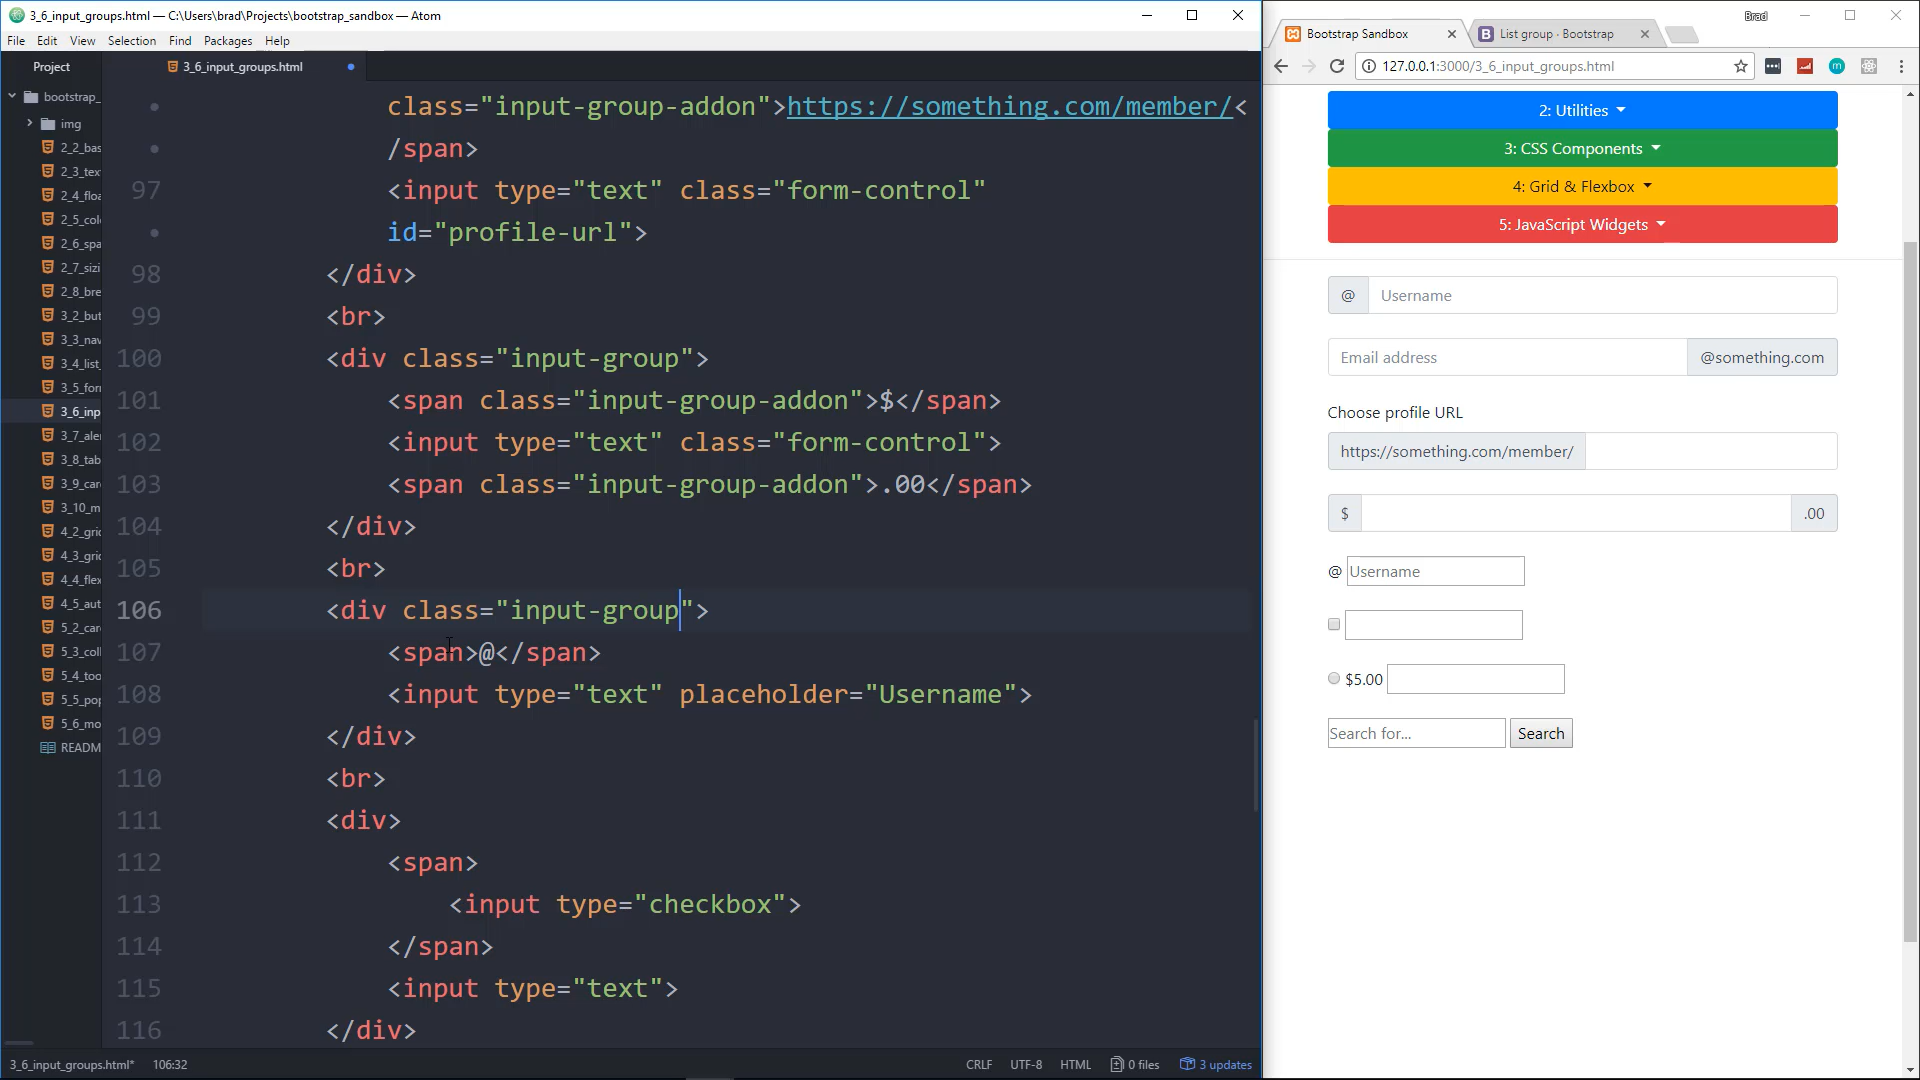 3_6_input_groups.html — C:\Users\brad\Projects\bootstrap_sandbox — Atom
File Edit View Selection Find Packages Help
Project
3_6_input_groups.html
bootstrap_
img
2_2_bas
2_3_tex
2_4_floa
2_5_colo
2_6_spa
2_7_sizi
2_8_bre
3_2_but
3_3_nav
3_4_list_
3_5_forn
3_6_inp
3_7_aler
3_8_tab
3_9_card
3_10_m
4_2_grid
4_3_grid
4_4_flex
4_5_aut
5_2_car
5_3_coll
5_4_too
5_5_pop
5_6_mo
README
class="input-group-addon">https://something.com/member/<
/span>
97 <input type="text" class="form-control"
id="profile-url">
98 </div>
99 <br>
100 <div class="input-group">
101 <span class="input-group-addon">$</span>
102 <input type="text" class="form-control">
103 <span class="input-group-addon">.00</span>
104 </div>
105 <br>
106 <div class="input-group">
107 <span>@</span>
108 <input type="text" placeholder="Username">
109 </div>
110 <br>
111 <div>
112 <span>
113 <input type="checkbox">
114 </span>
115 <input type="text">
116 </div>
3_6_input_groups.html* 106:32 CRLF UTF-8 HTML 0 files 3 updates
Brad
Bootstrap Sandbox
List group · Bootstrap
127.0.0.1:3000/3_6_input_groups.html
2: Utilities
3: CSS Components
4: Grid & Flexbox
5: JavaScript Widgets
@ Username
Email address @something.com
Choose profile URL
https://something.com/member/
$ .00
@ Username
$5.00
Search for... Search